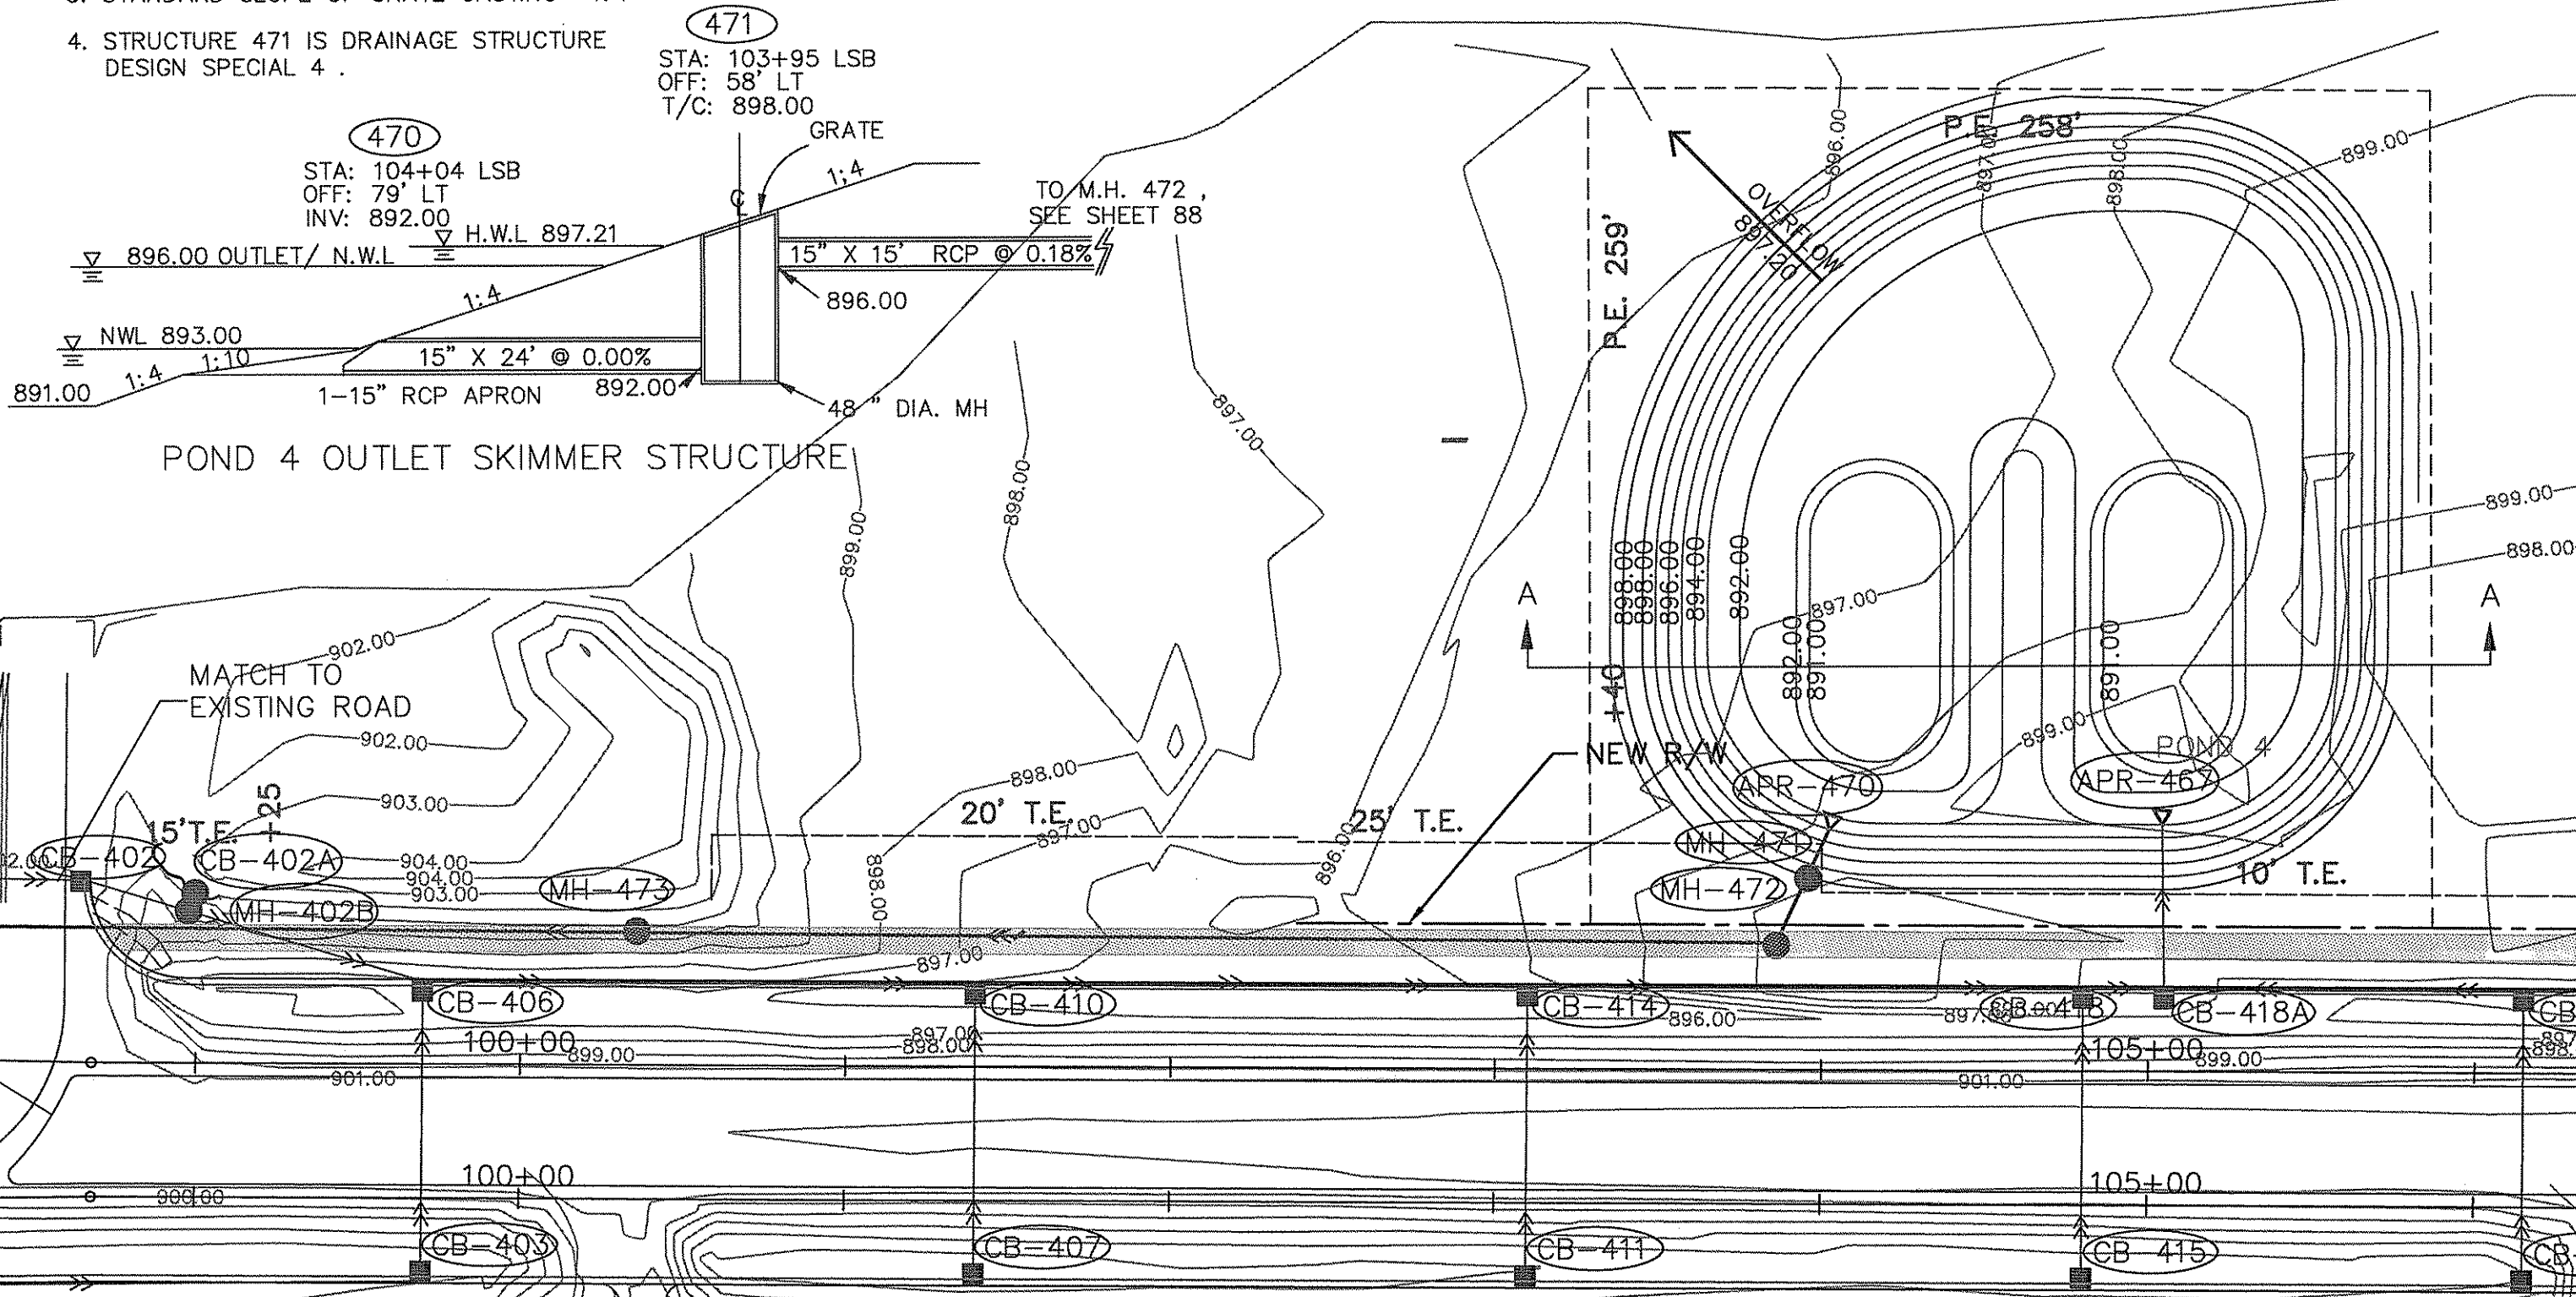 4. STRUCTURE 471 IS DRAINAGE STRUCTURE
DESIGN SPECIAL 4 .
471
STA: 103+95 LSB
OFF: 58' LT
T/C: 898.00
GRATE
470
STA: 104+04 LSB
OFF: 79' LT
INV: 892.00
1:4
TO M.H. 472 ,
SEE SHEET 88
H.W.L 897.21
896.00 OUTLET/ N.W.L
15" X 15' RCP @ 0.18%
896.00
1:4
NWL 893.00
1:10
15" X 24' @ 0.00%
1:4
891.00
892.00
1-15" RCP APRON
48 " DIA. MH
POND 4 OUTLET SKIMMER STRUCTURE
P.E. 258'
P.E. 259'
OVERFLOW
897.20
896.00
897.00
898.00
899.00
897.00
898.00
899.00
899.00
898.00
898.00
898.00
896.00
894.00
892.00
892.00
891.00
891.00
897.00
899.00
A
A
+40
POND 4
902.00
MATCH TO
EXISTING ROAD
902.00
903.00
+25
15' T.E.
898.00
20' T.E.
897.00
25' T.E.
NEW R/W
APR-470
APR-467
MH-471
MH-472
10' T.E.
CB-402
CB-402A
904.00
904.00
903.00
MH-402B
MH-473
898.00
896.00
897.00
CB-406
CB-410
CB-414
896.00
CB-418
CB-418A
CB
897.00
898.00
100+00
899.00
901.00
105+00
899.00
901.00
100+00
900.00
105+00
CB-403
CB-407
CB-411
CB-415
CB